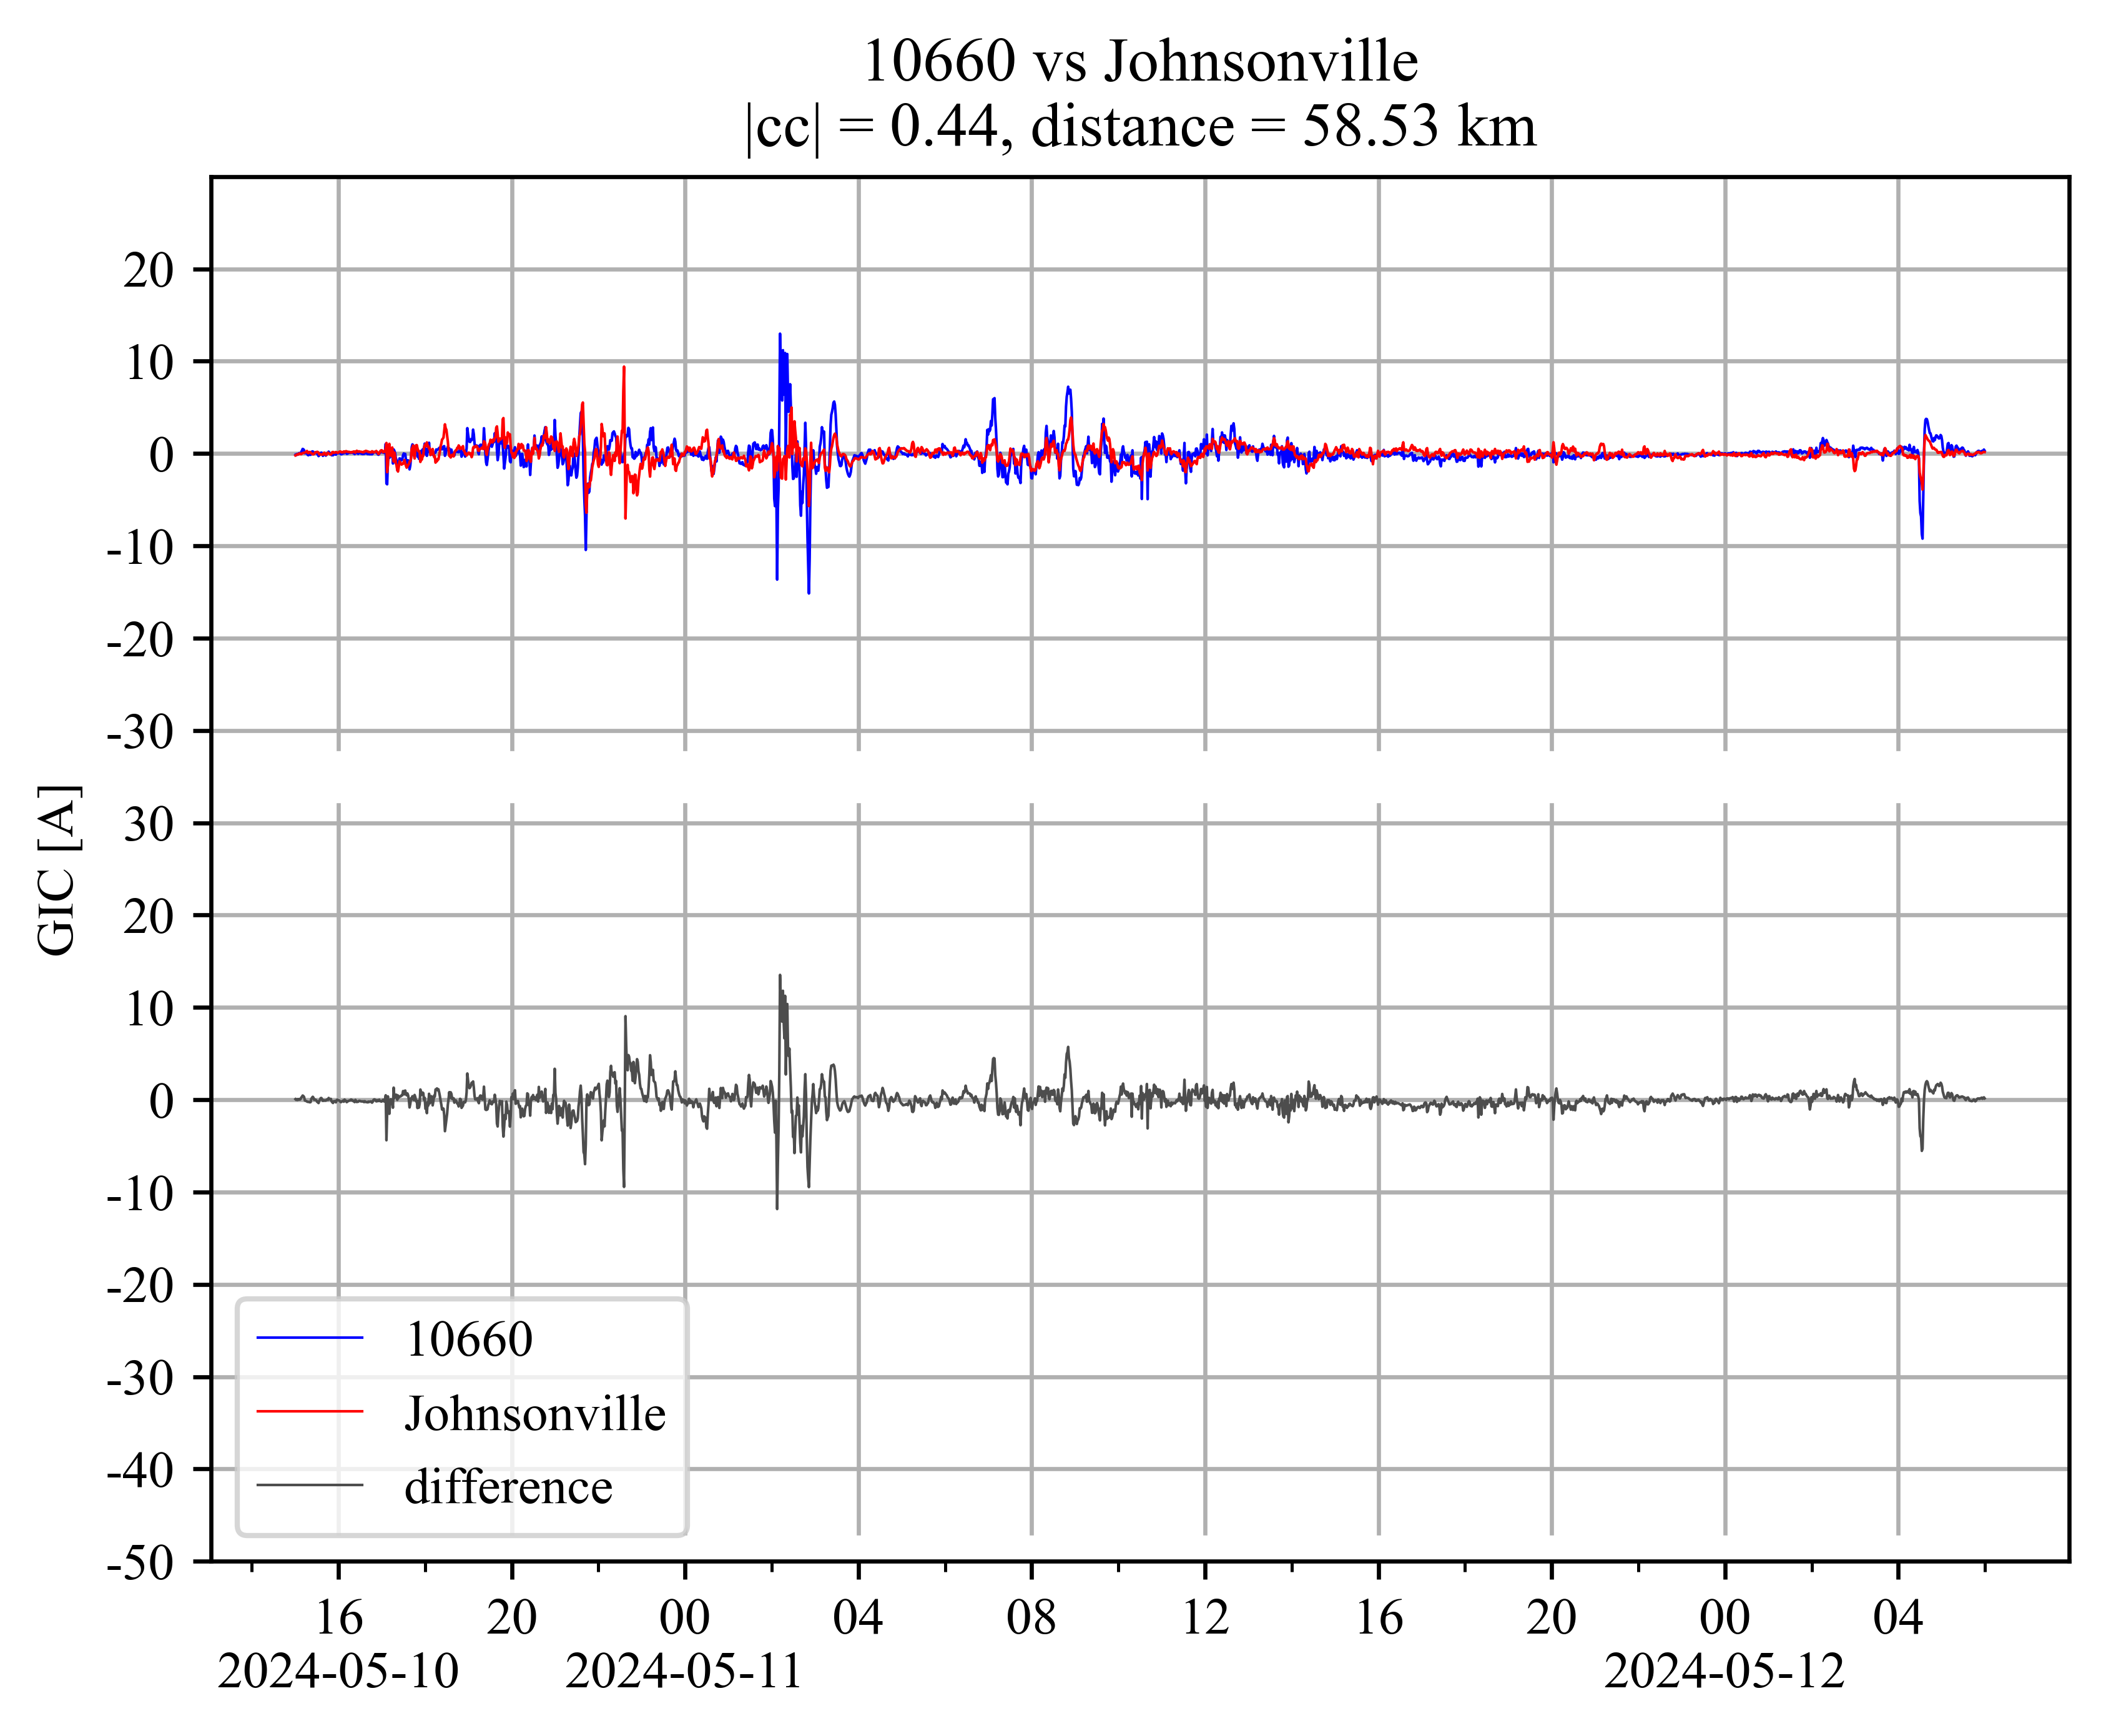 10660 vs Johnsonville
|cc| = 0.44, distance = 58.53 km
GIC [A]
20
10
0
-10
-20
-30
30
20
10
0
-10
-20
-30
-40
-50
10660
Johnsonville
difference
16 20 00 04 08 12 16 20 00 04
2024-05-10 2024-05-11 2024-05-12